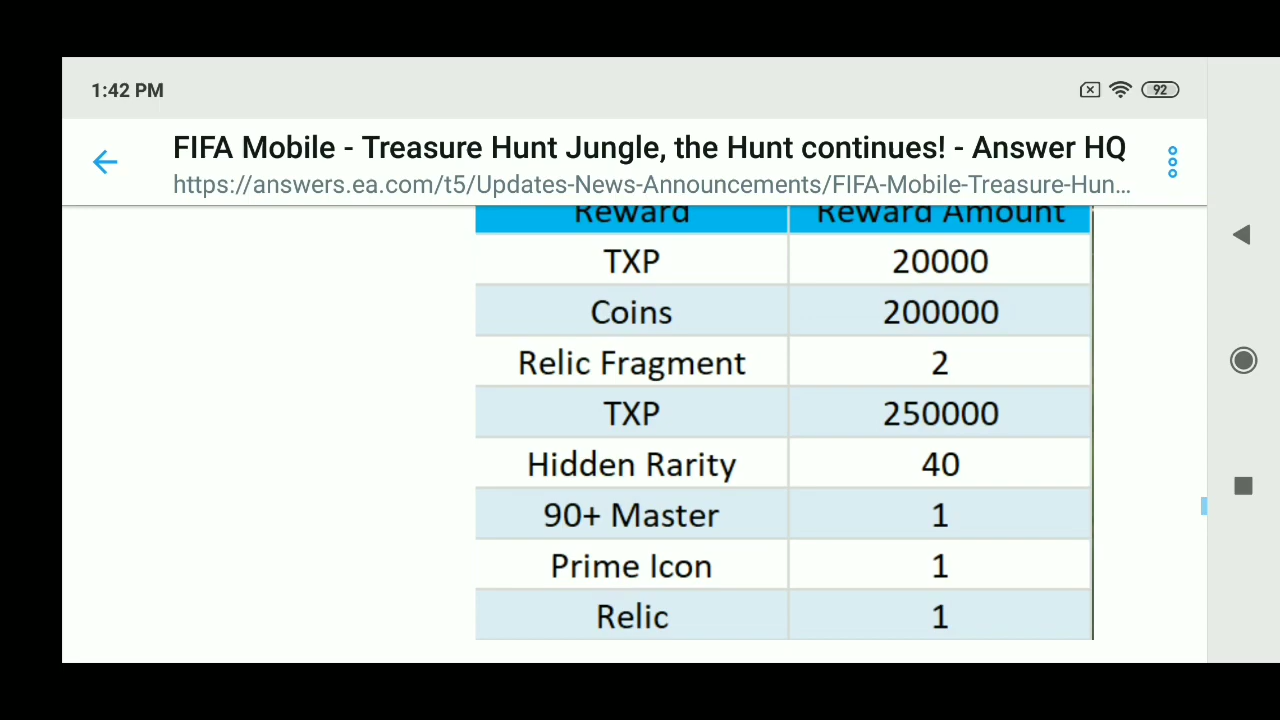 1:42 PM 92
FIFA Mobile - Treasure Hunt Jungle, the Hunt continues! - Answer HQ
https://answers.ea.com/t5/Updates-News-Announcements/FIFA-Mobile-Treasure-Hun...
Reward Reward Amount
TXP 20000
Coins 200000
Relic Fragment 2
TXP 250000
Hidden Rarity 40
90+ Master 1
Prime Icon 1
Relic 1